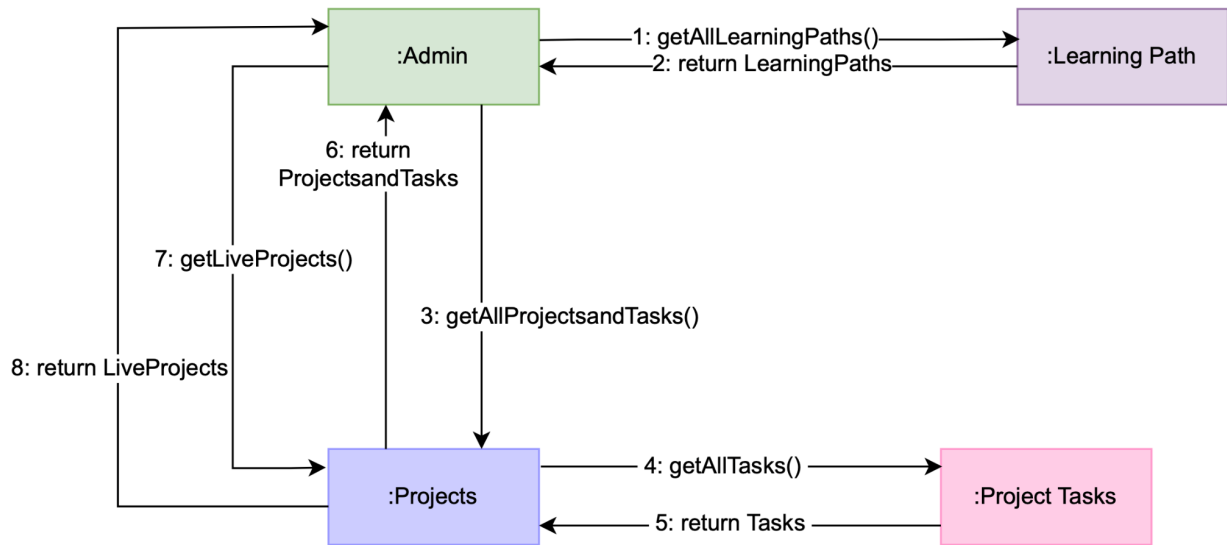 :Admin
1: getAllLearningPaths()
2: return LearningPaths
:Learning Path
6: return
ProjectsandTasks
7: getLiveProjects()
3: getAllProjectsandTasks()
8: return LiveProjects
:Projects
4: getAllTasks()
5: return Tasks
:Project Tasks